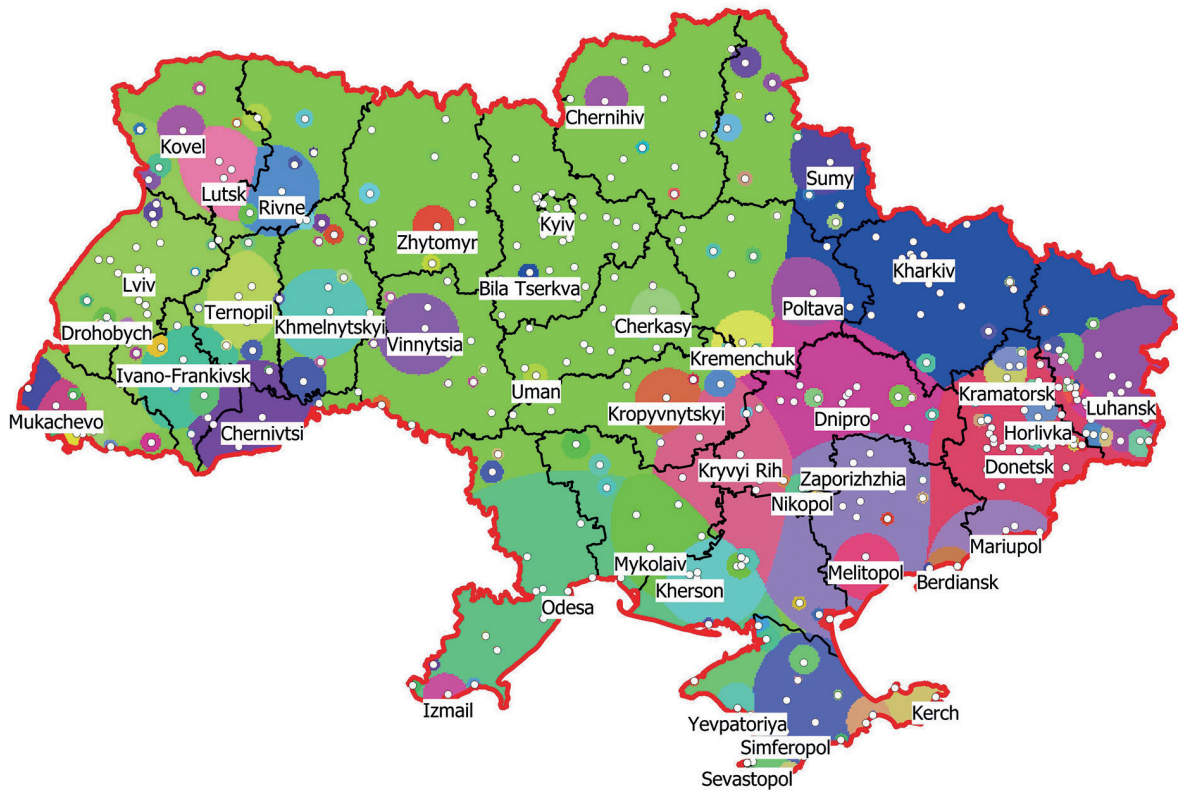 Chernihiv
Kovel
Sumy
Lutsk
Rivne
Kyiv
Zhytomyr
Kharkiv
Lviv
Bila Tserkva
Ternopil
Poltava
Khmelnytskyi
Cherkasy
Drohobych
Vinnytsia
Kremenchuk
Ivano-Frankivsk
Uman
Kramatorsk
Luhansk
Mukachevo
Kropyvnytskyi
Dnipro
Chernivtsi
Horlivka
Kryvyi Rih
Donetsk
Zaporizhzhia
Nikopol
Mariupol
Mykolaiv
Melitopol
Berdiansk
Kherson
Odesa
Izmail
Kerch
Yevpatoriya
Simferopol
Sevastopol